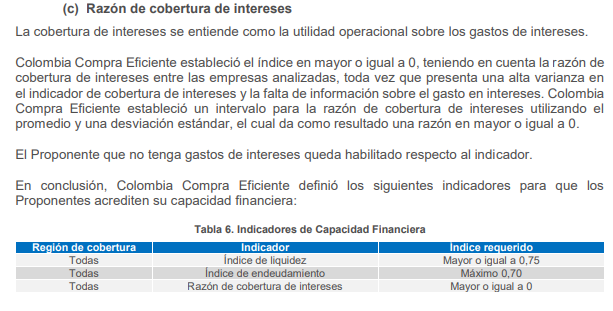 (c) Razón de cobertura de intereses
La cobertura de intereses se entiende como la utilidad operacional sobre los gastos de intereses.
Colombia Compra Eficiente estableció el índice en mayor o igual a 0, teniendo en cuenta la razón de
cobertura de intereses entre las empresas analizadas, toda vez que presenta una alta varianza en
el indicador de cobertura de intereses y la falta de información sobre el gasto en intereses. Colombia
Compra Eficiente estableció un intervalo para la razón de cobertura de intereses utilizando el
promedio y una desviación estándar, el cual da como resultado una razón en mayor o igual a 0.
El Proponente que no tenga gastos de intereses queda habilitado respecto al indicador.
En conclusión, Colombia Compra Eficiente definió los siguientes indicadores para que los
Proponentes acrediten su capacidad financiera:
Tabla 6. Indicadores de Capacidad Financiera
Región de cobertura Indicador Indice requerido
Todas Índice de liquidez Mayor o igual a 0,75
Todas Índice de endeudamiento Máximo 0,70
Todas Razón de cobertura de intereses Mayor o igual a 0